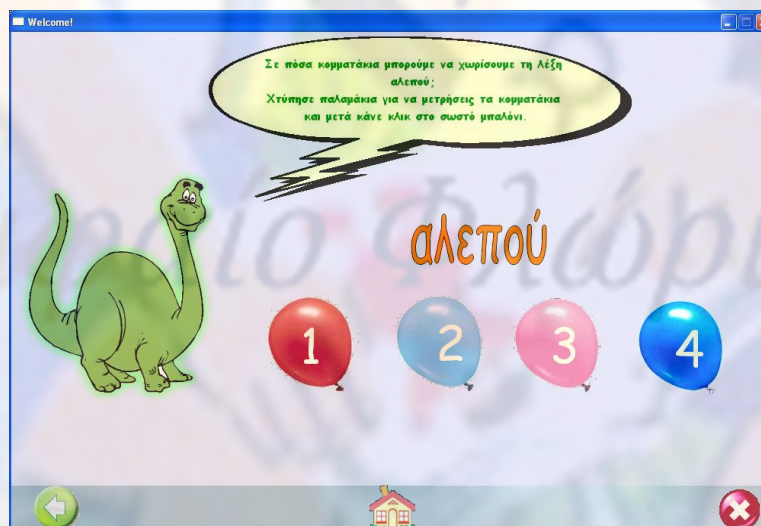 Welcome!
Σε πόσα κομματάκια μπορούμε να χωρίσουμε τη λέξη
αλεπού;
Χτύπησε παλαμάκια για να μετρήσεις τα κομματάκια
και μετά κάνε κλικ στο σωστό μπαλόνι.
αλεπού
1 2 3 4